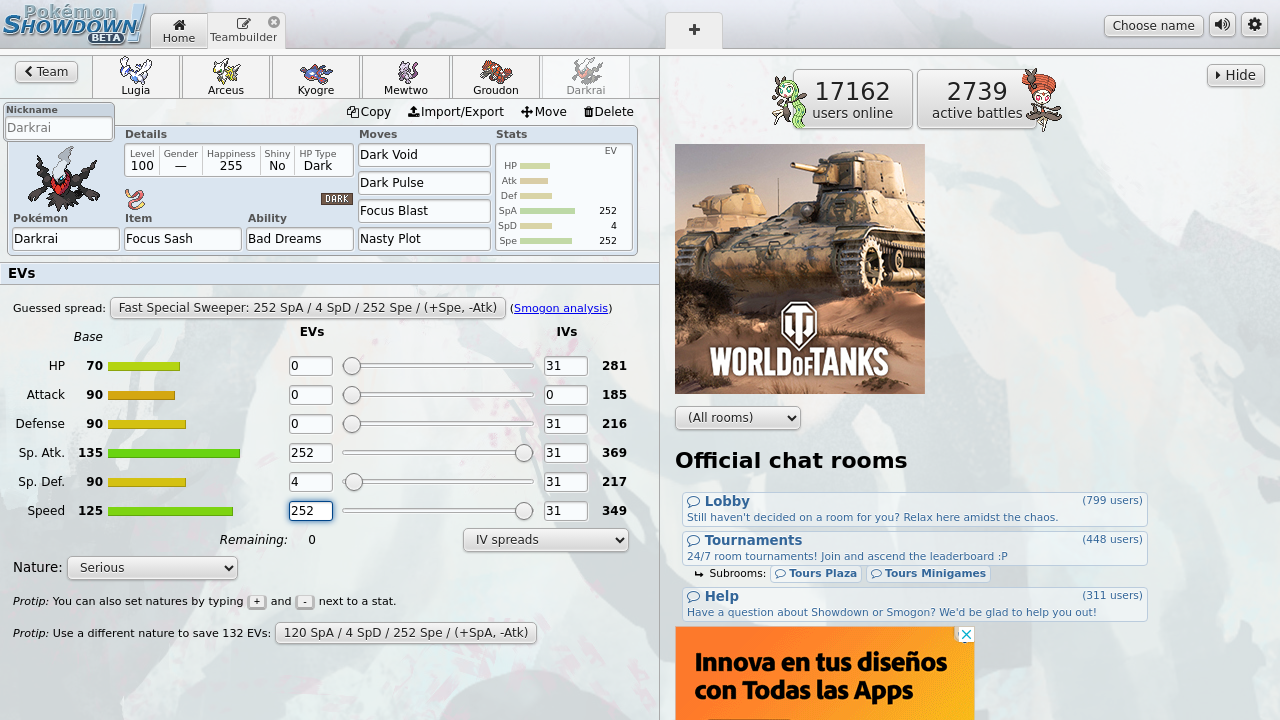 Pokémon
SHOWDOWN!
BETA
Home
Teambuilder
Choose name
Team
Lugia
Arceus
Kyogre
Mewtwo
Groudon
Darkrai
Hide
Nickname
Darkrai
Copy
Import/Export
Move
Delete
Details
Level
100
Gender
—
Happiness
255
Shiny
No
HP Type
Dark
DARK
Pokémon
Darkrai
Item
Focus Sash
Ability
Bad Dreams
Moves
Dark Void
Dark Pulse
Focus Blast
Nasty Plot
Stats
EV
HP
Atk
Def
SpA 252
SpD 4
Spe 252
EVs
Guessed spread: Fast Special Sweeper: 252 SpA / 4 SpD / 252 Spe / (+Spe, -Atk) (Smogon analysis)
Base EVs IVs
HP 70 0 31 281
Attack 90 0 0 185
Defense 90 0 31 216
Sp. Atk. 135 252 31 369
Sp. Def. 90 4 31 217
Speed 125 252 31 349
Remaining: 0 IV spreads
Nature: Serious
Protip: You can also set natures by typing + and - next to a stat.
Protip: Use a different nature to save 132 EVs: 120 SpA / 4 SpD / 252 Spe / (+SpA, -Atk)
17162
users online
2739
active battles
WORLD OF TANKS
(All rooms)
Official chat rooms
Lobby (799 users)
Still haven't decided on a room for you? Relax here amidst the chaos.
Tournaments (448 users)
24/7 room tournaments! Join and ascend the leaderboard :P
Subrooms: Tours Plaza Tours Minigames
Help (311 users)
Have a question about Showdown or Smogon? We'd be glad to help you out!
Innova en tus diseños
con Todas las Apps